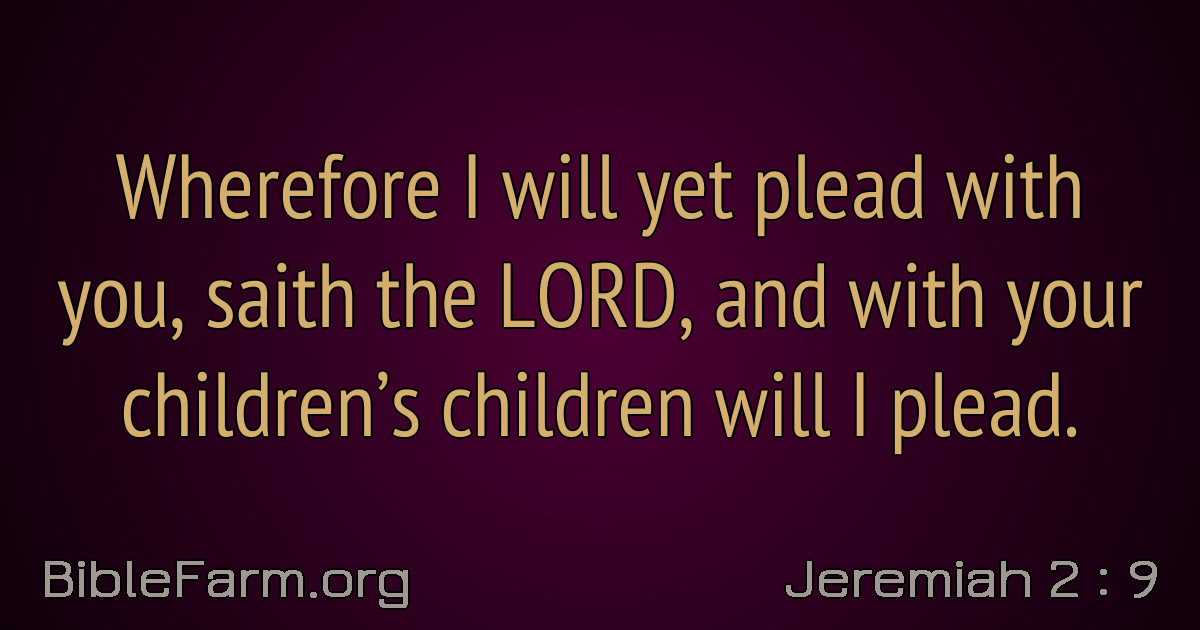 Wherefore I will yet plead with
you, saith the LORD, and with your
children’s children will I plead.
BibleFarm.org
Jeremiah 2 : 9